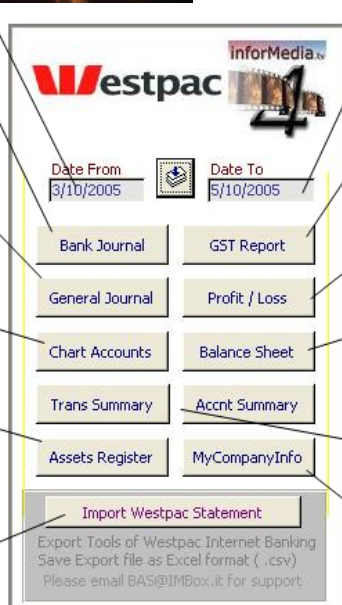 inforMedia.tv
Westpac
4
Date From
Date To
3/10/2005
5/10/2005
Bank Journal
GST Report
General Journal
Profit / Loss
Chart Accounts
Balance Sheet
Trans Summary
Accnt Summary
Assets Register
MyCompanyInfo
Import Westpac Statement
Export Tools of Westpac Internet Banking
Save Export file as Excel format ( .csv)
Please email BAS@IMBox.it for support